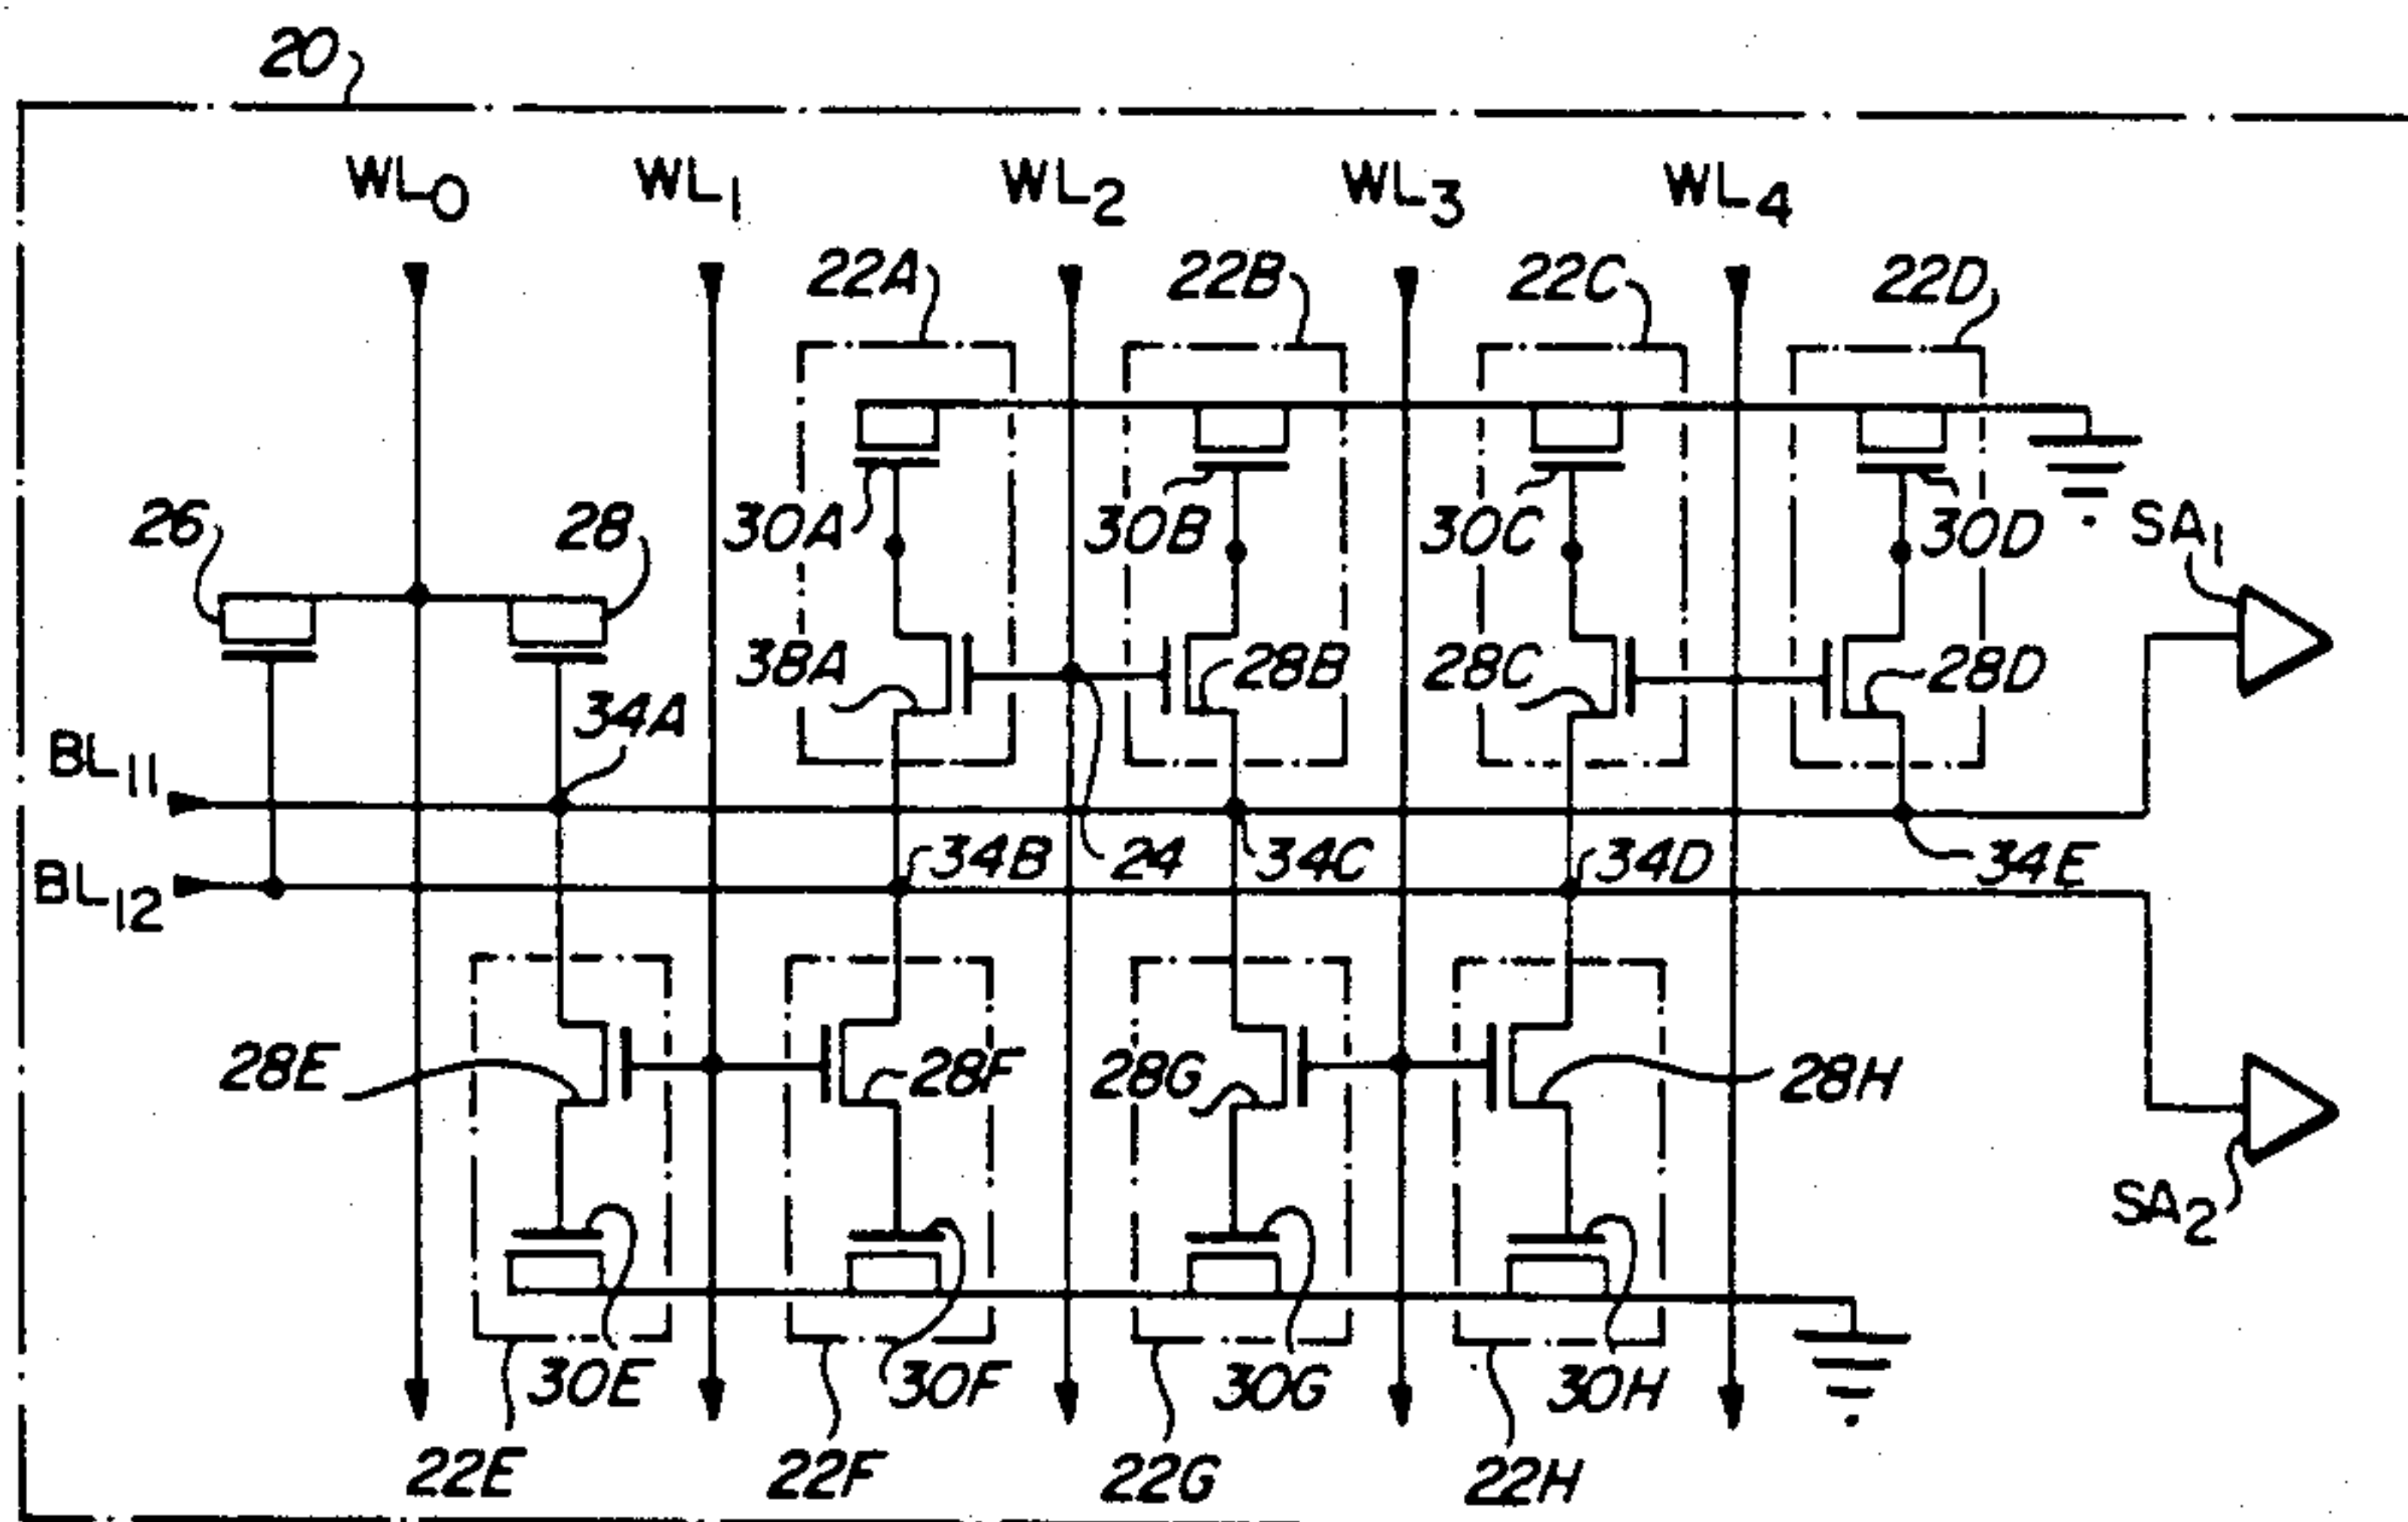 20
WL0 WL1 WL2 WL3 WL4
22A 22B 22C 22D
26 28 30A 30B 30C 30D SA1
38A 28B 28C 28D
34A
BL11
34B 24 34C 34D 34E
BL12
28E 28F 28G 28H
SA2
30E 30F 30G 30H
22E 22F 22G 22H